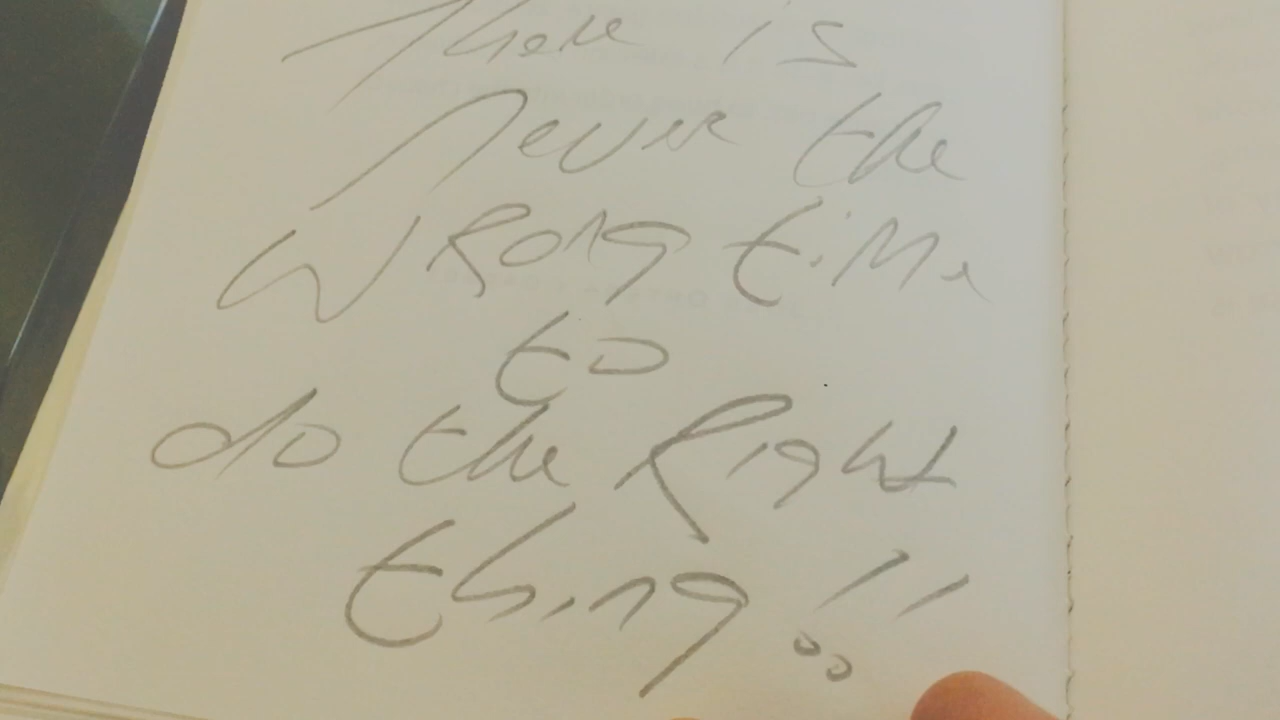 There is
never the
wrong time
to
do the Right
thing!!